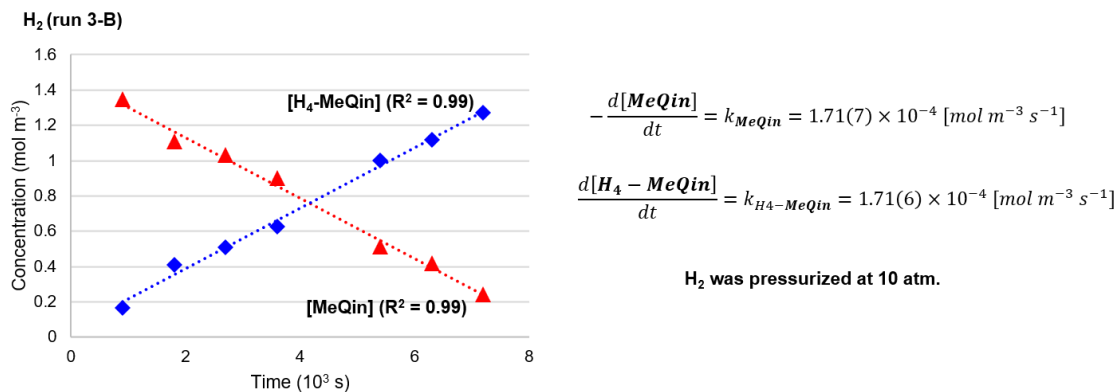 H₂ (run 3-B)
1.6
1.4
1.2
1
0.8
0.6
0.4
0.2
0
Concentration (mol m⁻³)
[H₄-MeQin] (R² = 0.99)
[MeQin] (R² = 0.99)
0 2 4 6 8
Time (10³ s)
−d[MeQin]/dt = k_MeQin = 1.71(7) × 10⁻⁴ [mol m⁻³ s⁻¹]
d[H₄ − MeQin]/dt = k_H4−MeQin = 1.71(6) × 10⁻⁴ [mol m⁻³ s⁻¹]
H₂ was pressurized at 10 atm.